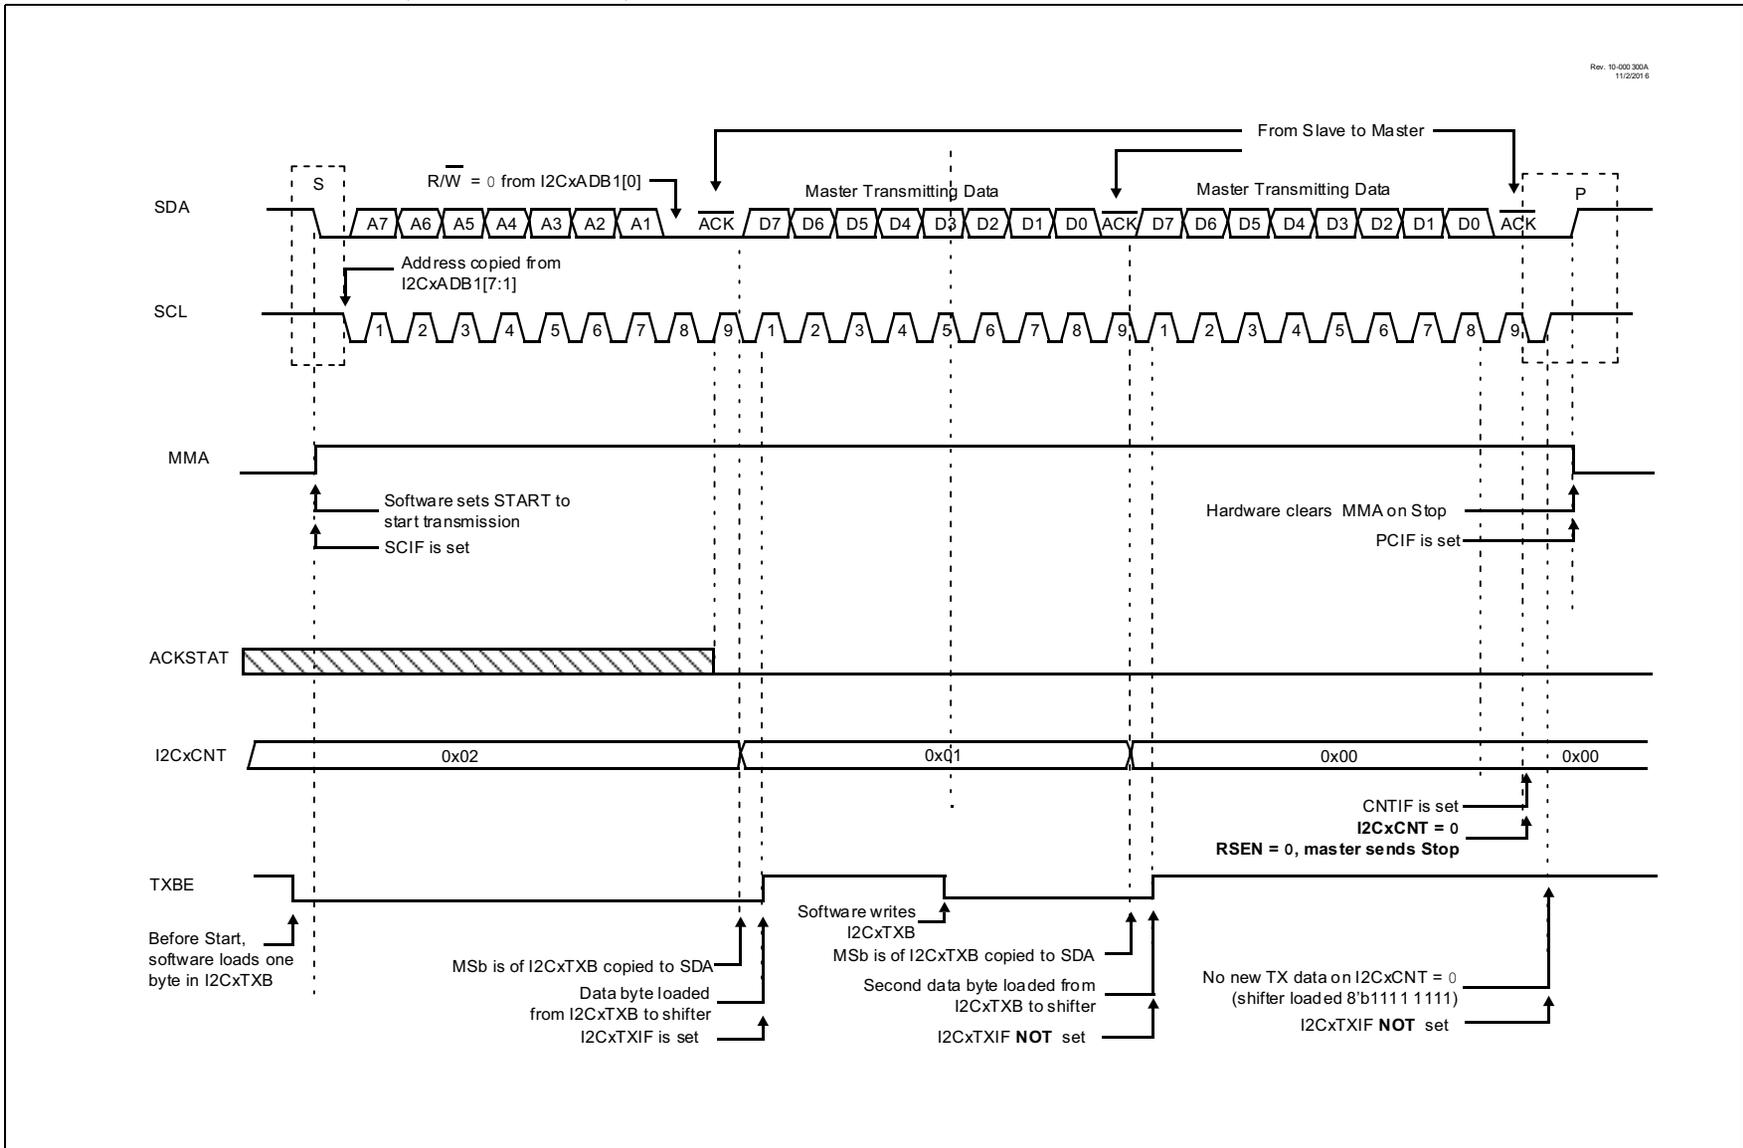 Rev. 10-000300A
11/2/2016
From Slave to Master
S
R/W = 0 from I2CxADB1[0]
Master Transmitting Data
Master Transmitting Data
P
SDA
A7 A6 A5 A4 A3 A2 A1 ACK D7 D6 D5 D4 D3 D2 D1 D0 ACK D7 D6 D5 D4 D3 D2 D1 D0 ACK
Address copied from
I2CxADB1[7:1]
SCL
1 2 3 4 5 6 7 8 9 1 2 3 4 5 6 7 8 9 1 2 3 4 5 6 7 8 9
MMA
Software sets START to
start transmission
SCIF is set
Hardware clears MMA on Stop
PCIF is set
ACKSTAT
I2CxCNT
0x02
0x01
0x00
0x00
CNTIF is set
I2CxCNT = 0
RSEN = 0, master sends Stop
TXBE
Before Start,
software loads one
byte in I2CxTXB
MSb is of I2CxTXB copied to SDA
Data byte loaded
from I2CxTXB to shifter
I2CxTXIF is set
Software writes
I2CxTXB
MSb is of I2CxTXB copied to SDA
Second data byte loaded from
I2CxTXB to shifter
I2CxTXIF NOT set
No new TX data on I2CxCNT = 0
(shifter loaded 8'b1111 1111)
I2CxTXIF NOT set